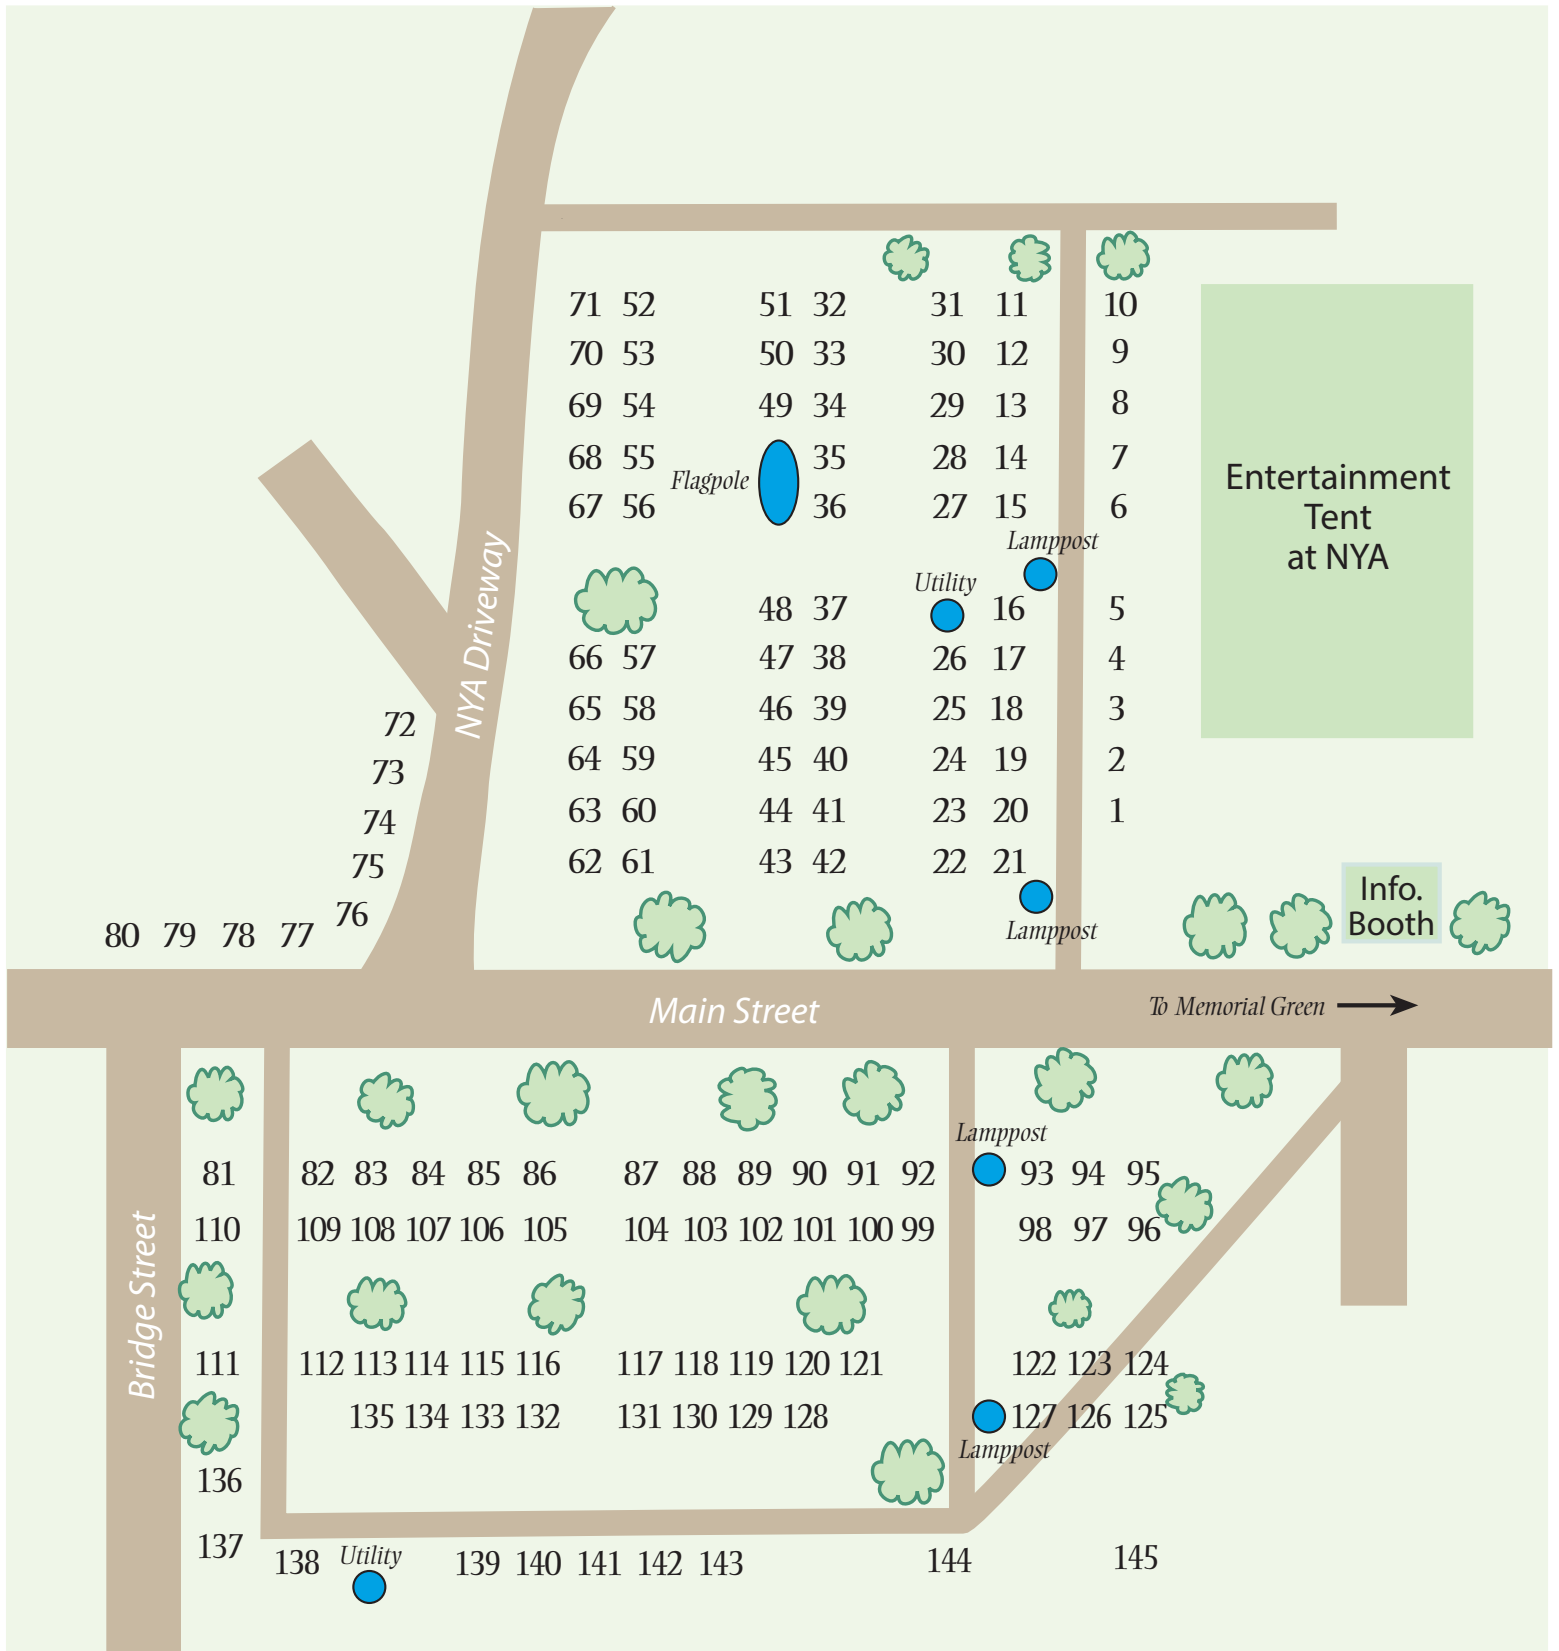 71 52 51 32 31 11 10
70 53 50 33 30 12 9
69 54 49 34 29 13 8
68 55 35 28 14 7
Flagpole
67 56 36 27 15 6
Entertainment
Tent
at NYA
Lamppost
Utility
48 37 16 5
66 57 47 38 26 17 4
NYA Driveway
65 58 46 39 25 18 3
72
64 59 45 40 24 19 2
73
63 60 44 41 23 20 1
74
62 61 43 42 22 21
75
Info.
Booth
76
80 79 78 77
Lamppost
Main Street
To Memorial Green
Lamppost
81 82 83 84 85 86 87 88 89 90 91 92 93 94 95
110 109 108 107 106 105 104 103 102 101 100 99 98 97 96
Bridge Street
111 112 113 114 115 116 117 118 119 120 121 122 123 124
135 134 133 132 131 130 129 128 127 126 125
Lamppost
136
137
138 Utility 139 140 141 142 143 144 145